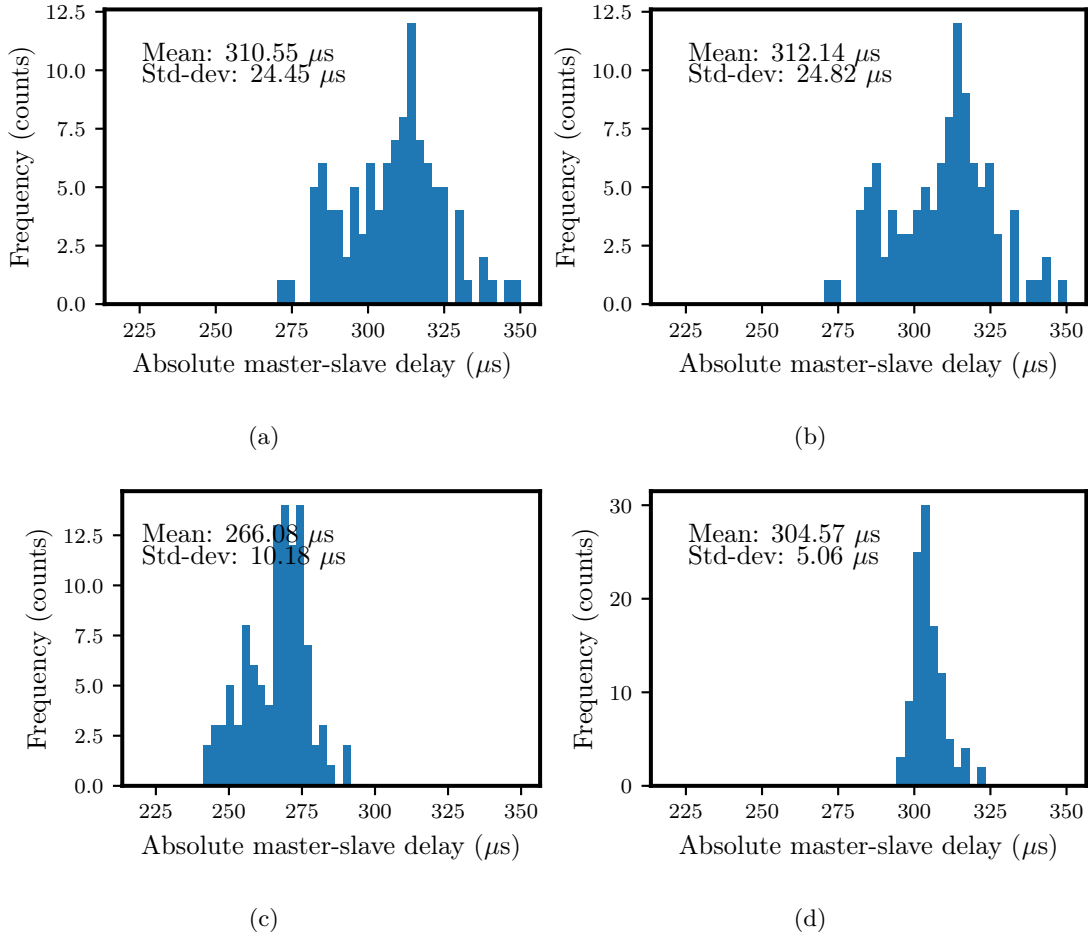 12.5
10.0
7.5
5.0
2.5
0.0
Frequency (counts)
Mean: 310.55 μs
Std-dev: 24.45 μs
225 250 275 300 325 350
Absolute master-slave delay (μs)
(a)
12.5
10.0
7.5
5.0
2.5
0.0
Frequency (counts)
Mean: 312.14 μs
Std-dev: 24.82 μs
225 250 275 300 325 350
Absolute master-slave delay (μs)
(b)
12.5
10.0
7.5
5.0
2.5
0.0
Frequency (counts)
Mean: 266.08 μs
Std-dev: 10.18 μs
225 250 275 300 325 350
Absolute master-slave delay (μs)
(c)
30
20
10
0
Frequency (counts)
Mean: 304.57 μs
Std-dev: 5.06 μs
225 250 275 300 325 350
Absolute master-slave delay (μs)
(d)